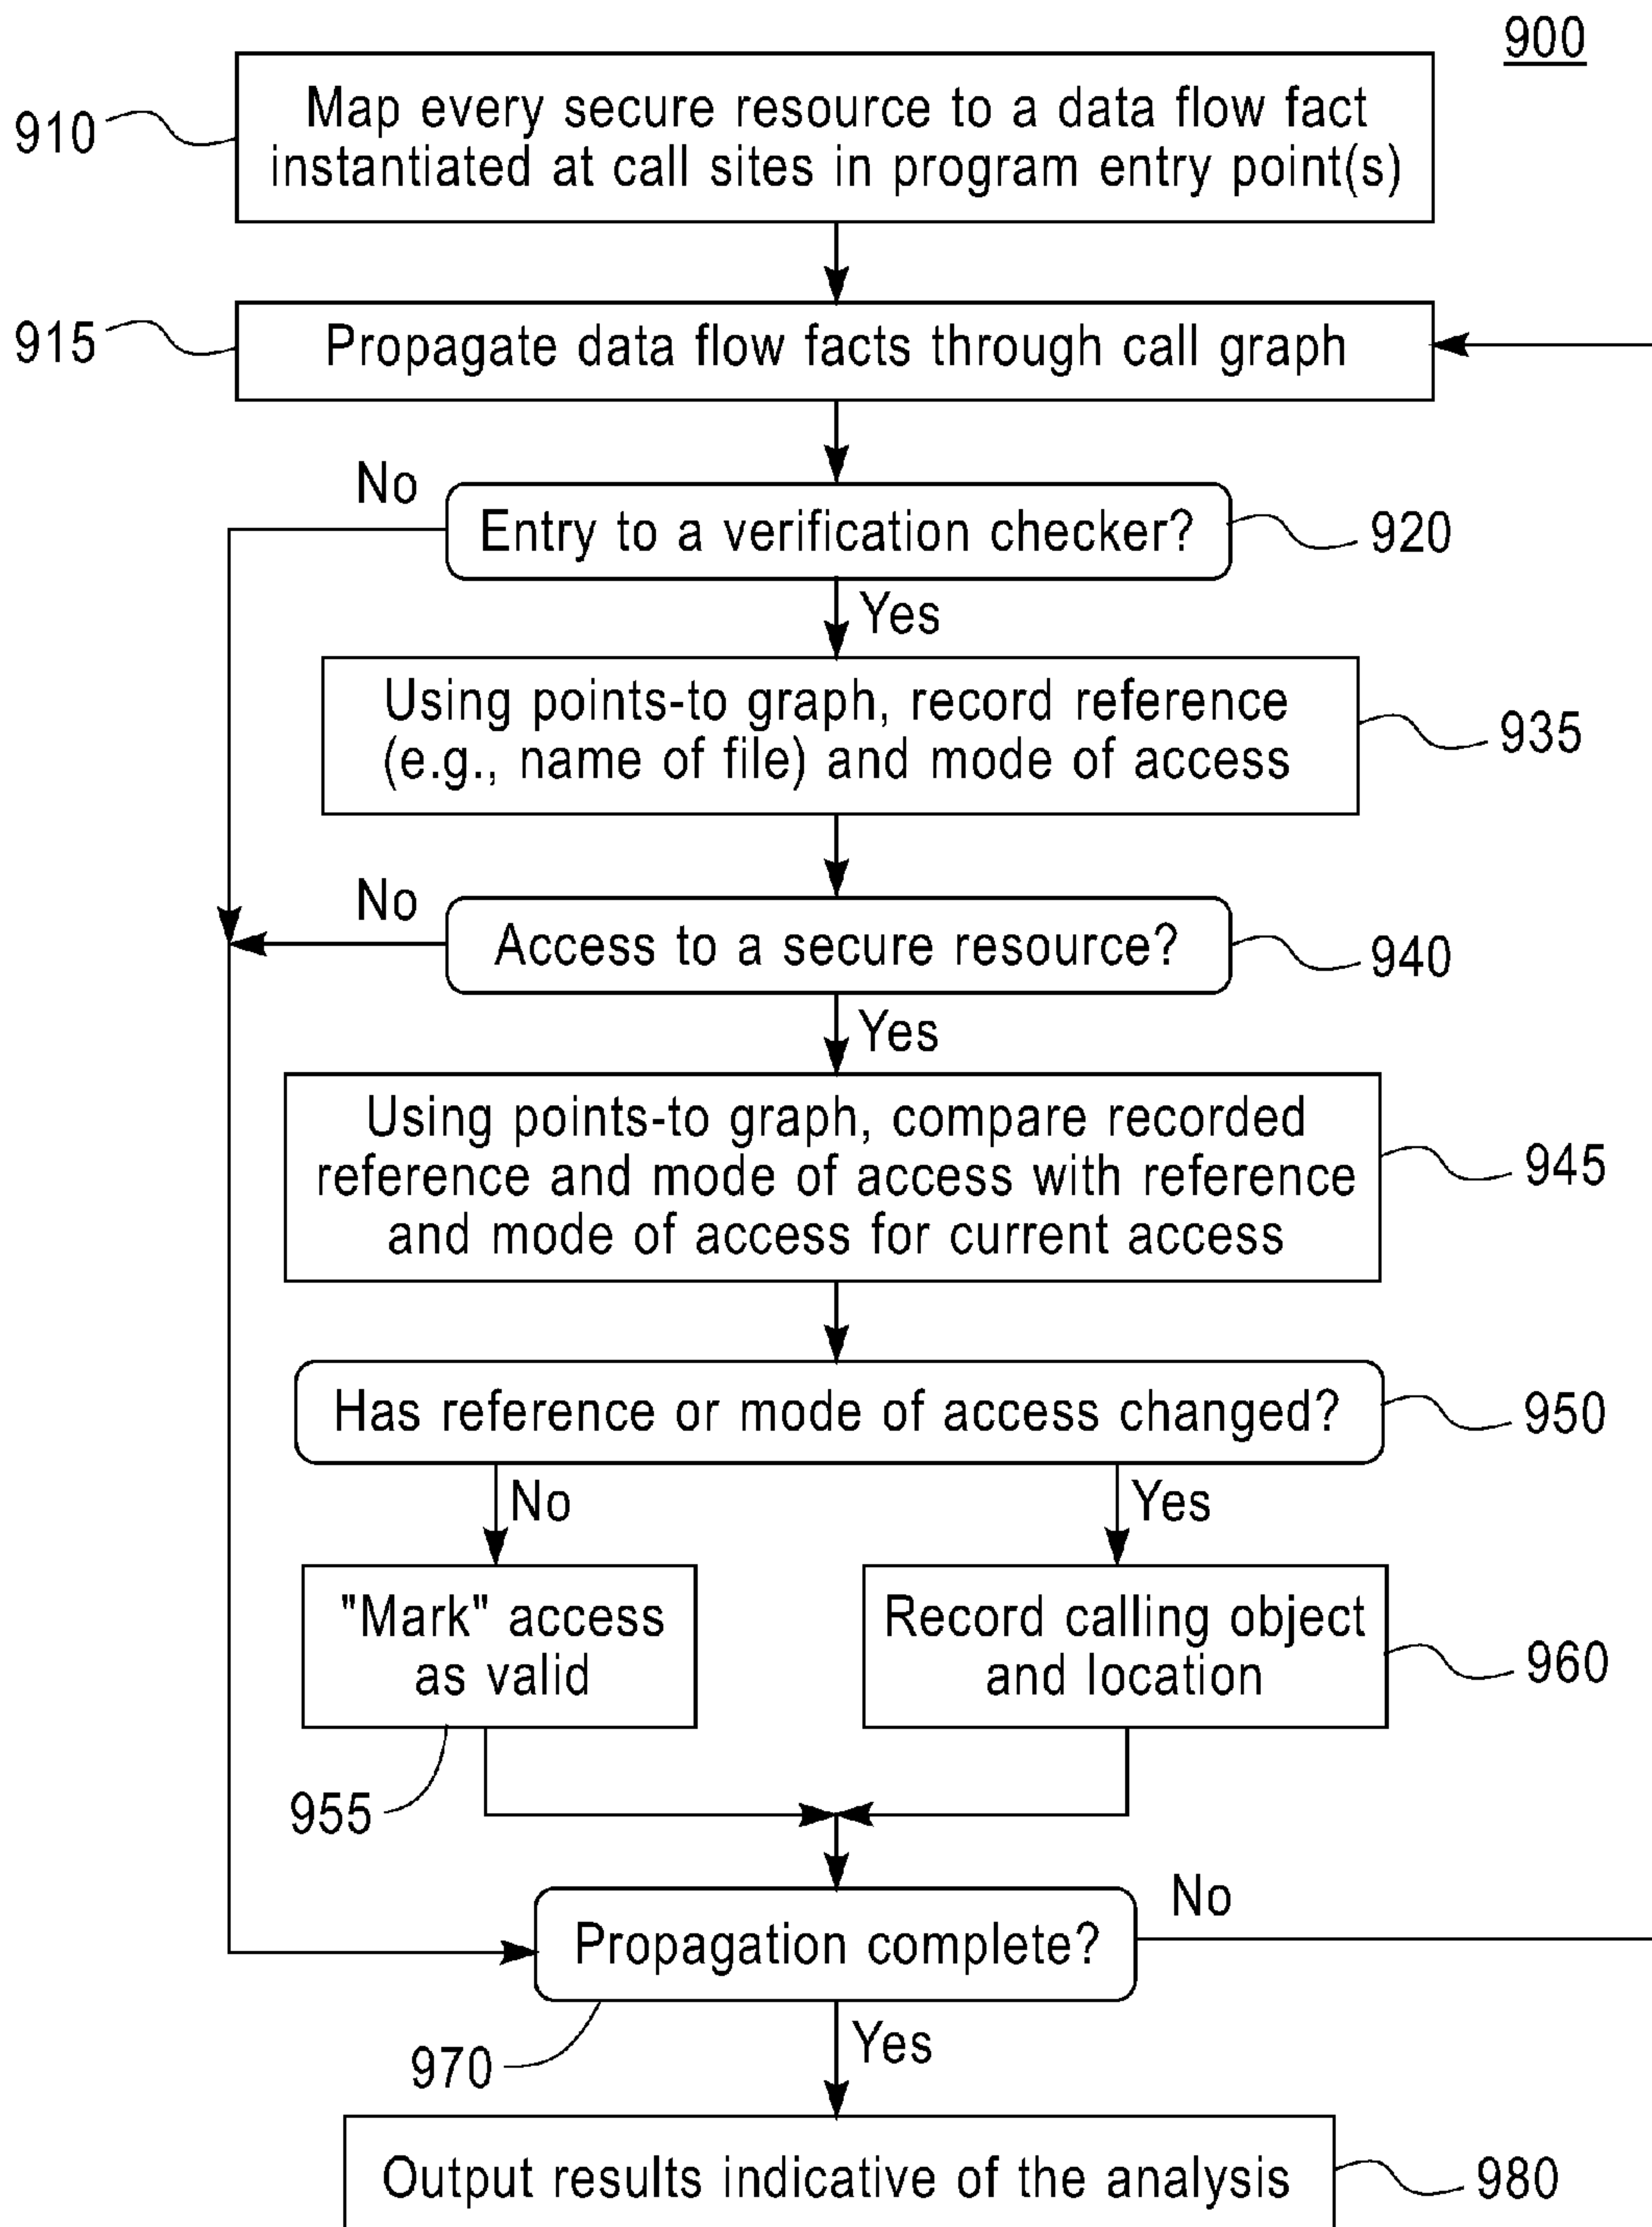 900
910
Map every secure resource to a data flow fact
instantiated at call sites in program entry point(s)
915
Propagate data flow facts through call graph
No
Entry to a verification checker?
920
Yes
Using points-to graph, record reference
(e.g., name of file) and mode of access
935
No
Access to a secure resource?
940
Yes
Using points-to graph, compare recorded
reference and mode of access with reference
and mode of access for current access
945
Has reference or mode of access changed?
950
No
Yes
"Mark" access
as valid
Record calling object
and location
960
955
No
Propagation complete?
970
Yes
Output results indicative of the analysis
980